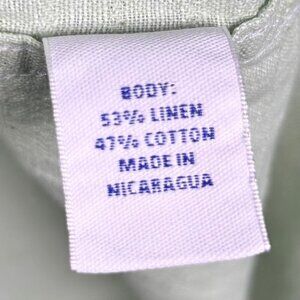 BODY:
53% LINEN
47% COTTON
MADE IN
NICARAGUA